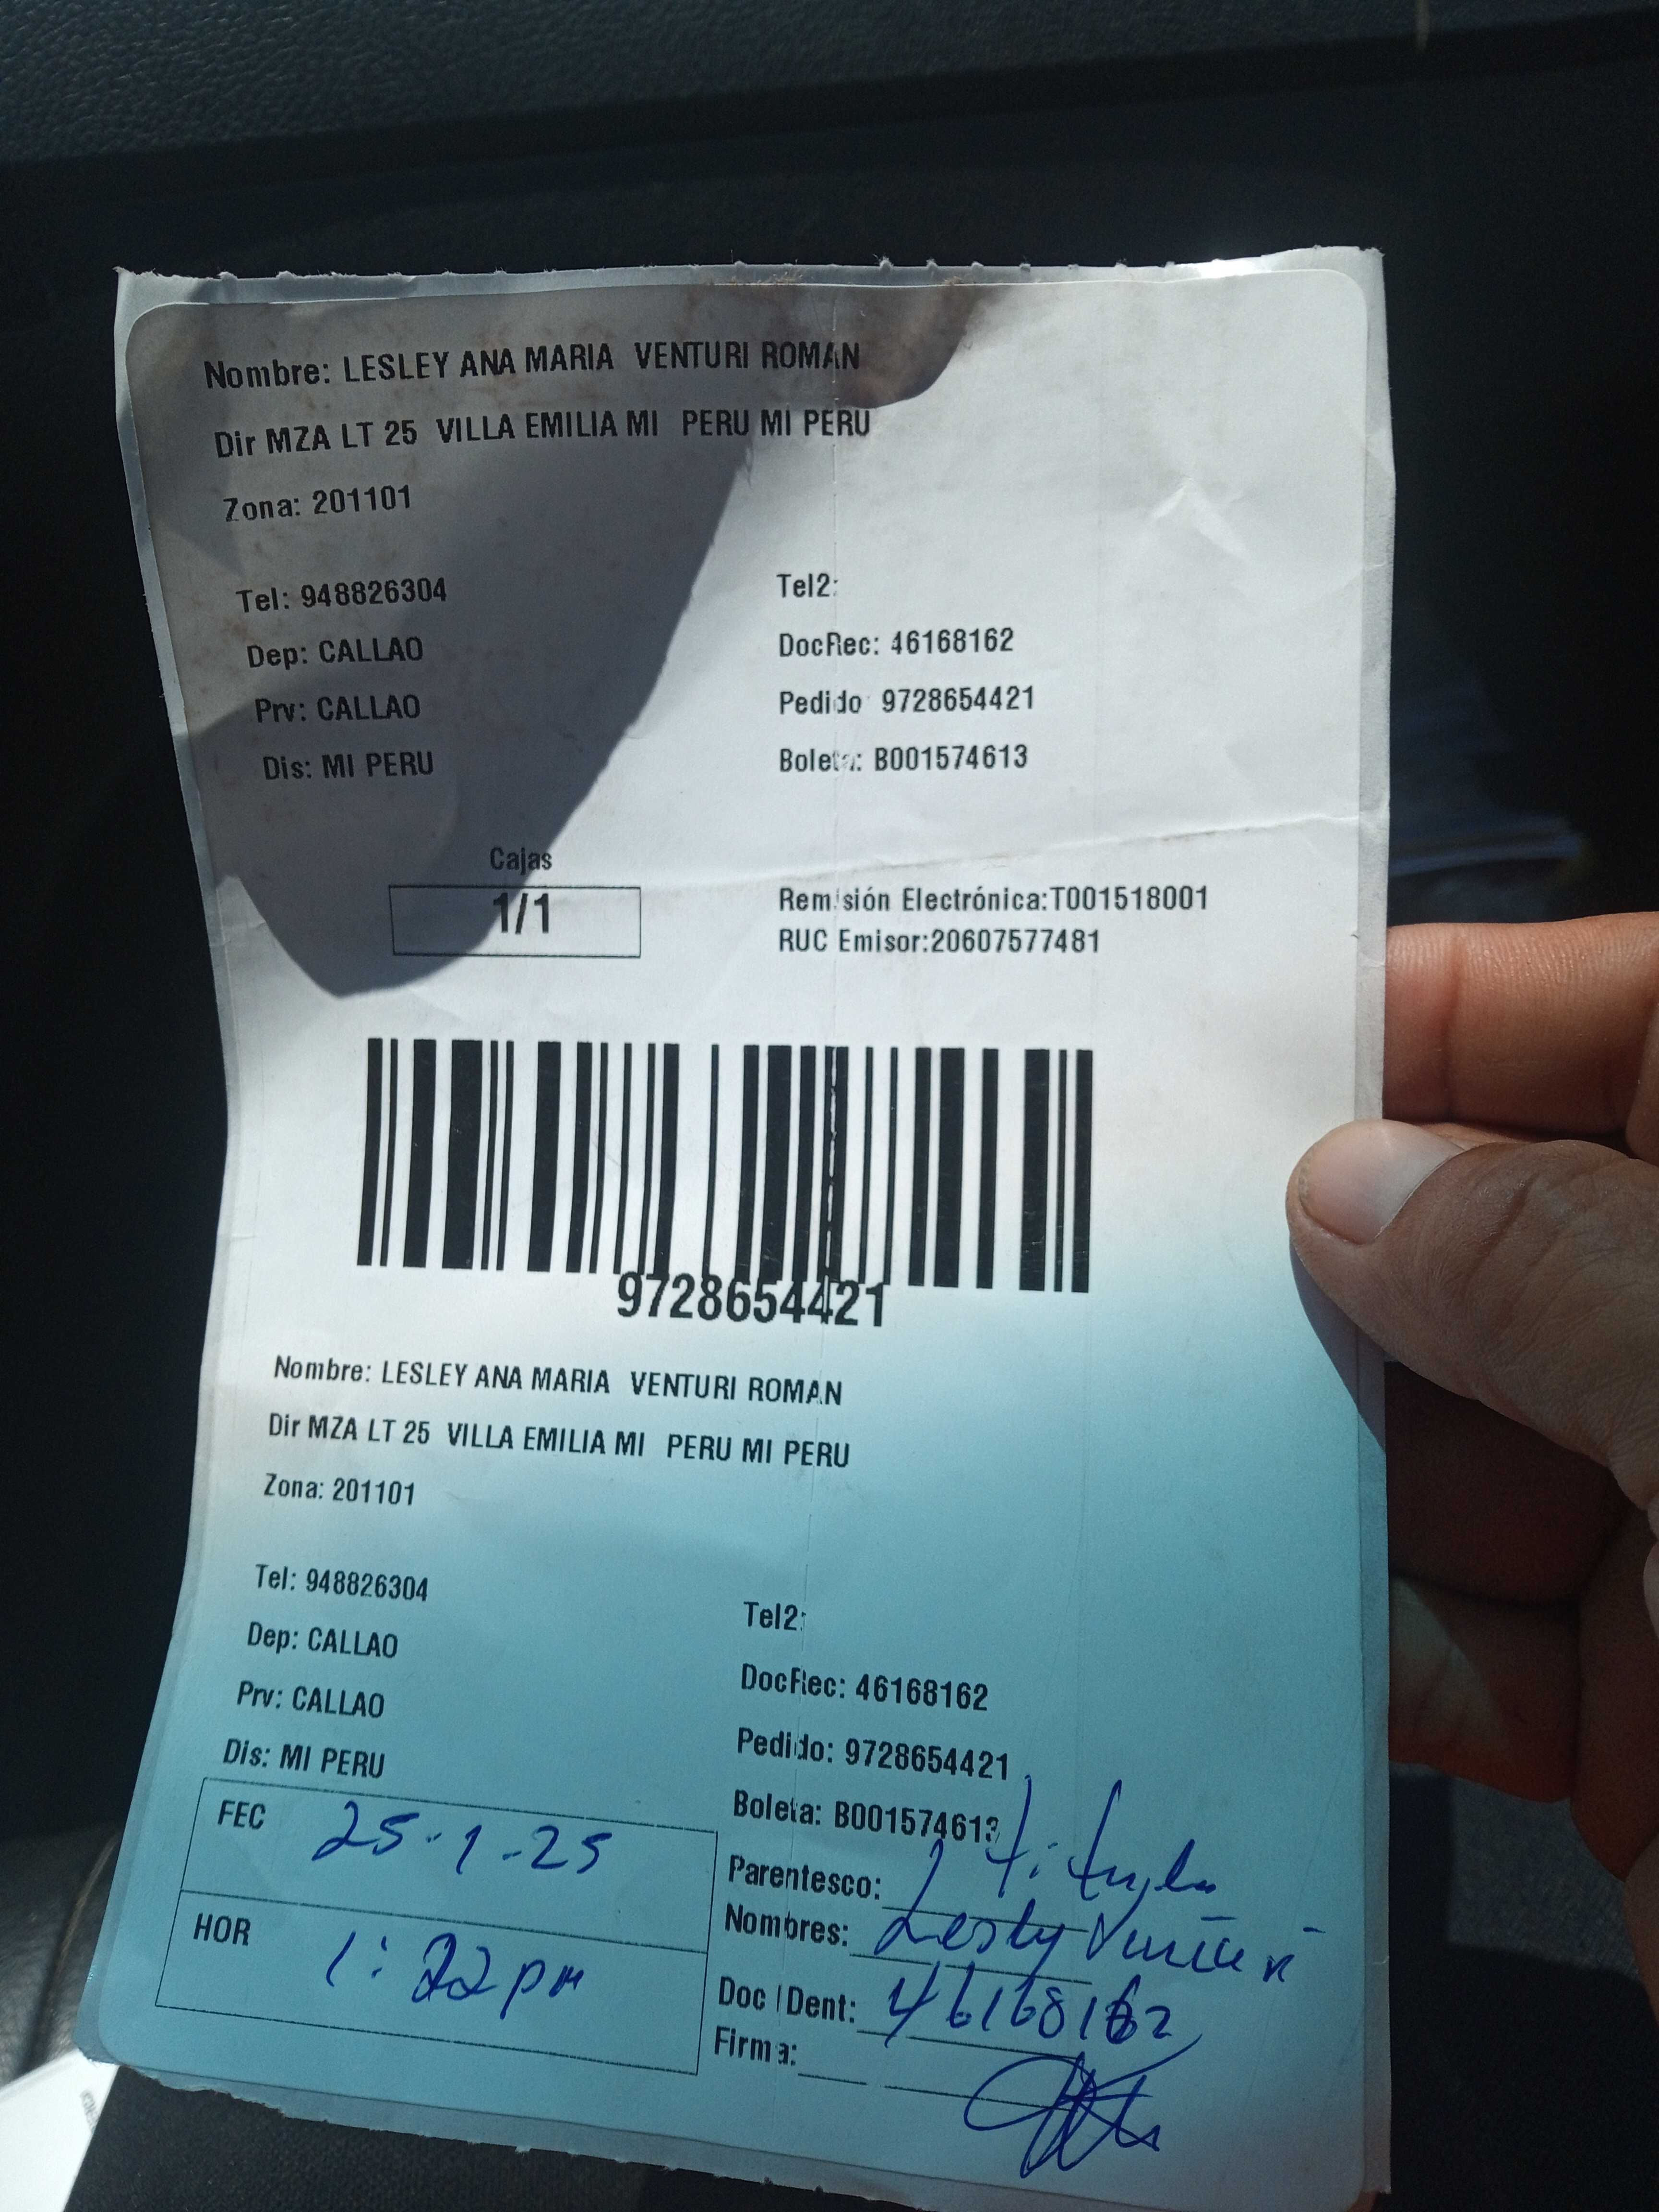 Nombre: LESLEY ANA MARIA VENTURI ROMAN
Dir MZA LT 25 VILLA EMILIA MI PERU MI PERU
Zona: 201101
Tel: 948826304
Tel2:
Dep: CALLAO
DocRec: 46168162
Prv: CALLAO
Pedido 9728654421
Dis: MI PERU
Boleta: B001574613
Cajas
1/1
Remisión Electrónica:T001518001
RUC Emisor:20607577481
9728654421
Nombre: LESLEY ANA MARIA VENTURI ROMAN
Dir MZA LT 25 VILLA EMILIA MI PERU MI PERU
Zona: 201101
Tel: 948826304
Tel2:
Dep: CALLAO
DocRec: 46168162
Prv: CALLAO
Pedido: 9728654421
Dis: MI PERU
Boleta: B001574613
FEC 25-1-25
Parentesco: titular
HOR 1:22 pm
Nombres: Lesly Venturi
Doc IDent: 46168162
Firma: